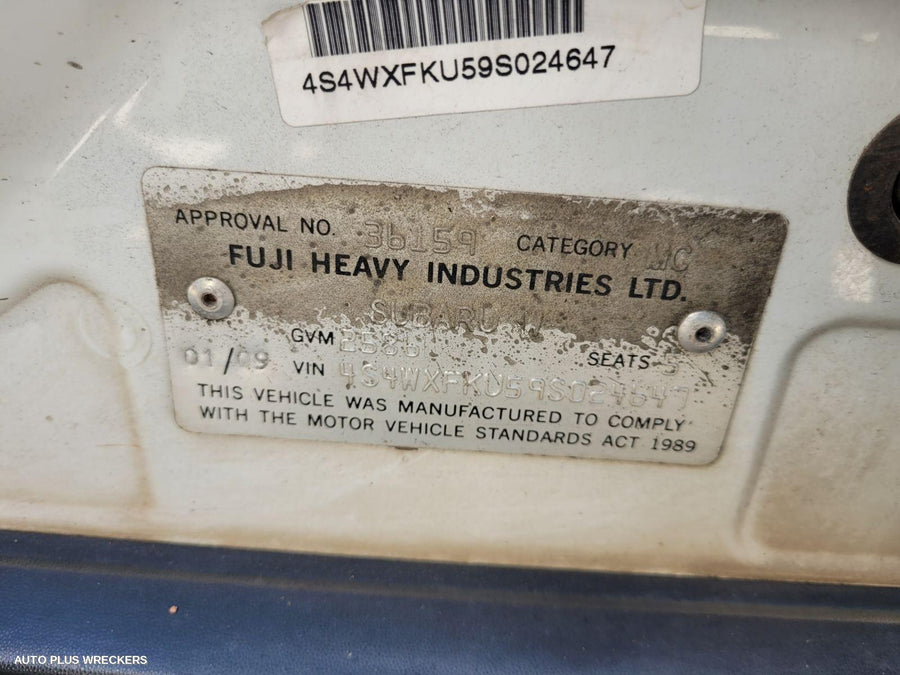 4S4WXFKU59S024647
APPROVAL NO. 36159 CATEGORY MC
FUJI HEAVY INDUSTRIES LTD.
SUBARU
GVM SEATS 5
01/09 VIN 4S4WXFKU59S024647
THIS VEHICLE WAS MANUFACTURED TO COMPLY
WITH THE MOTOR VEHICLE STANDARDS ACT 1989
AUTO PLUS WRECKERS